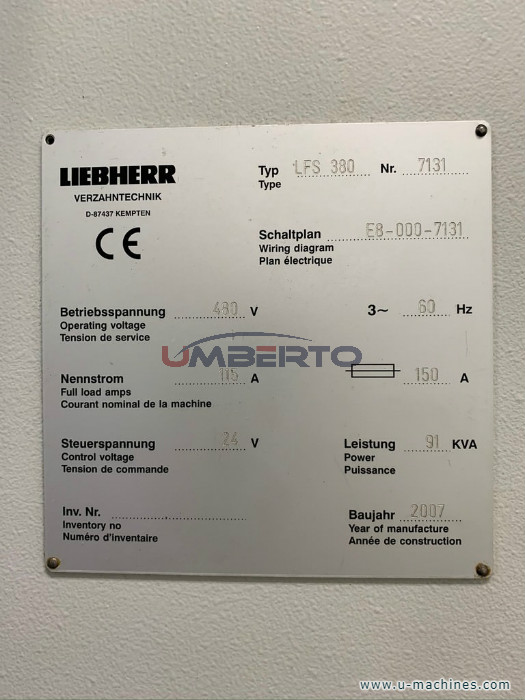 LIEBHERR
VERZAHNTECHNIK
D-87437 KEMPTEN
CE
Typ LFS 380 Nr. 7131
Type
Schaltplan E8-000-7131
Wiring diagram
Plan électrique
Betriebsspannung 480 V 3~ 60 Hz
Operating voltage
Tension de service
UMBERTO
Nennstrom A 150 A
Full load amps
Courant nominal de la machine
Steuerspannung 24 V Leistung 91 KVA
Control voltage Power
Tension de commande Puissance
Inv. Nr. Baujahr 2007
Inventory no Year of manufacture
Numéro d'inventaire Année de construction
www.u-machines.com